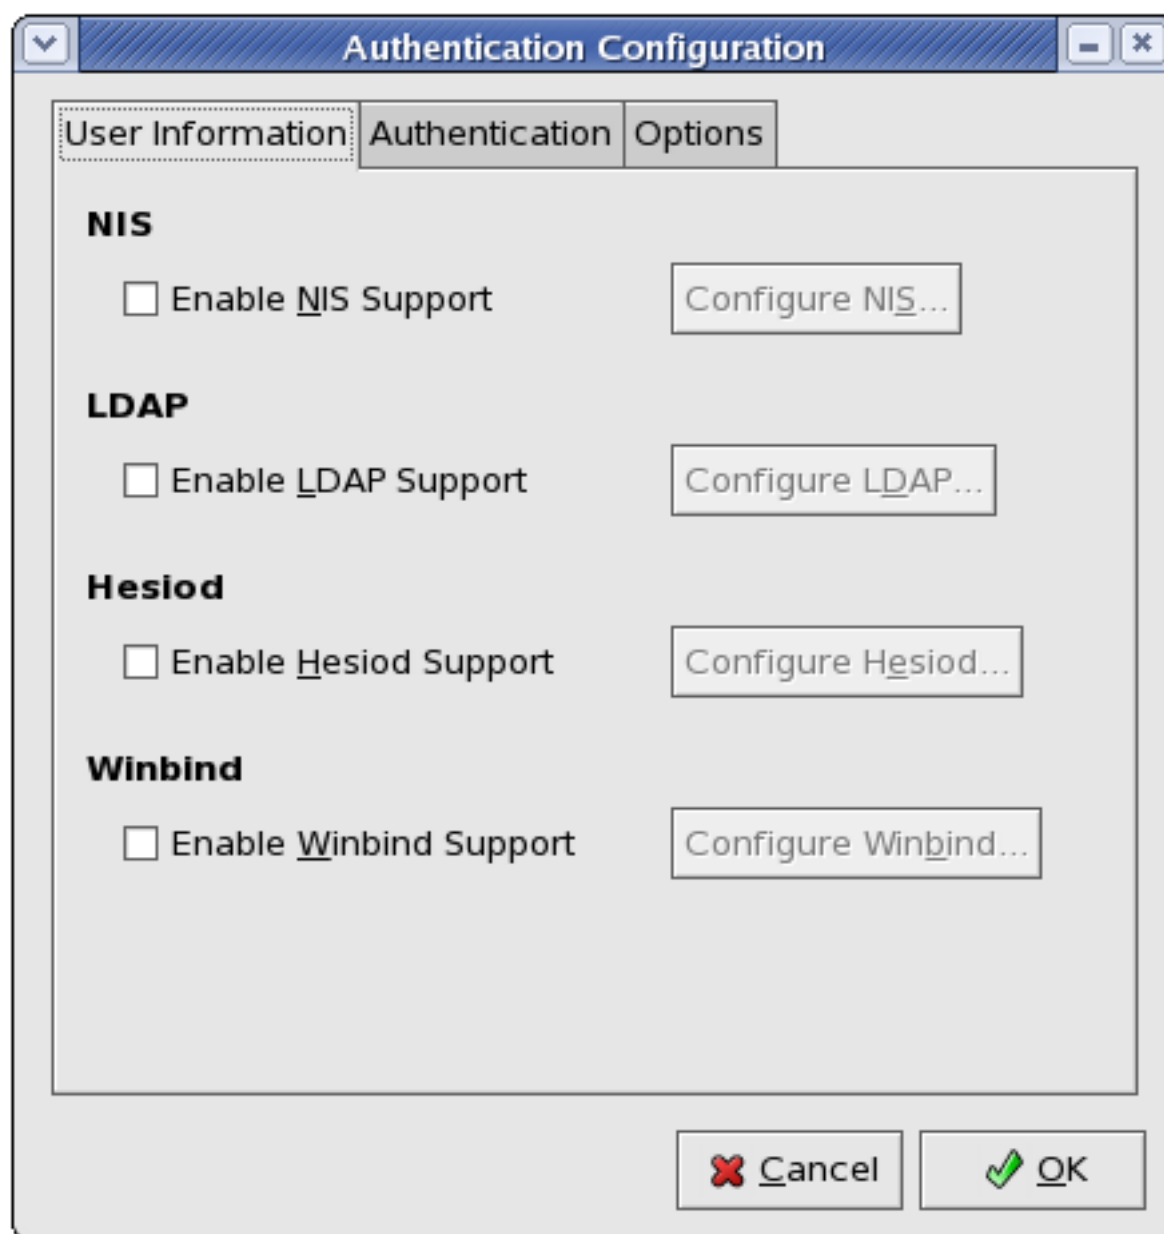 Authentication Configuration
User Information Authentication Options
NIS
Enable NIS Support Configure NIS...
LDAP
Enable LDAP Support Configure LDAP...
Hesiod
Enable Hesiod Support Configure Hesiod...
Winbind
Enable Winbind Support Configure Winbind...
Cancel OK